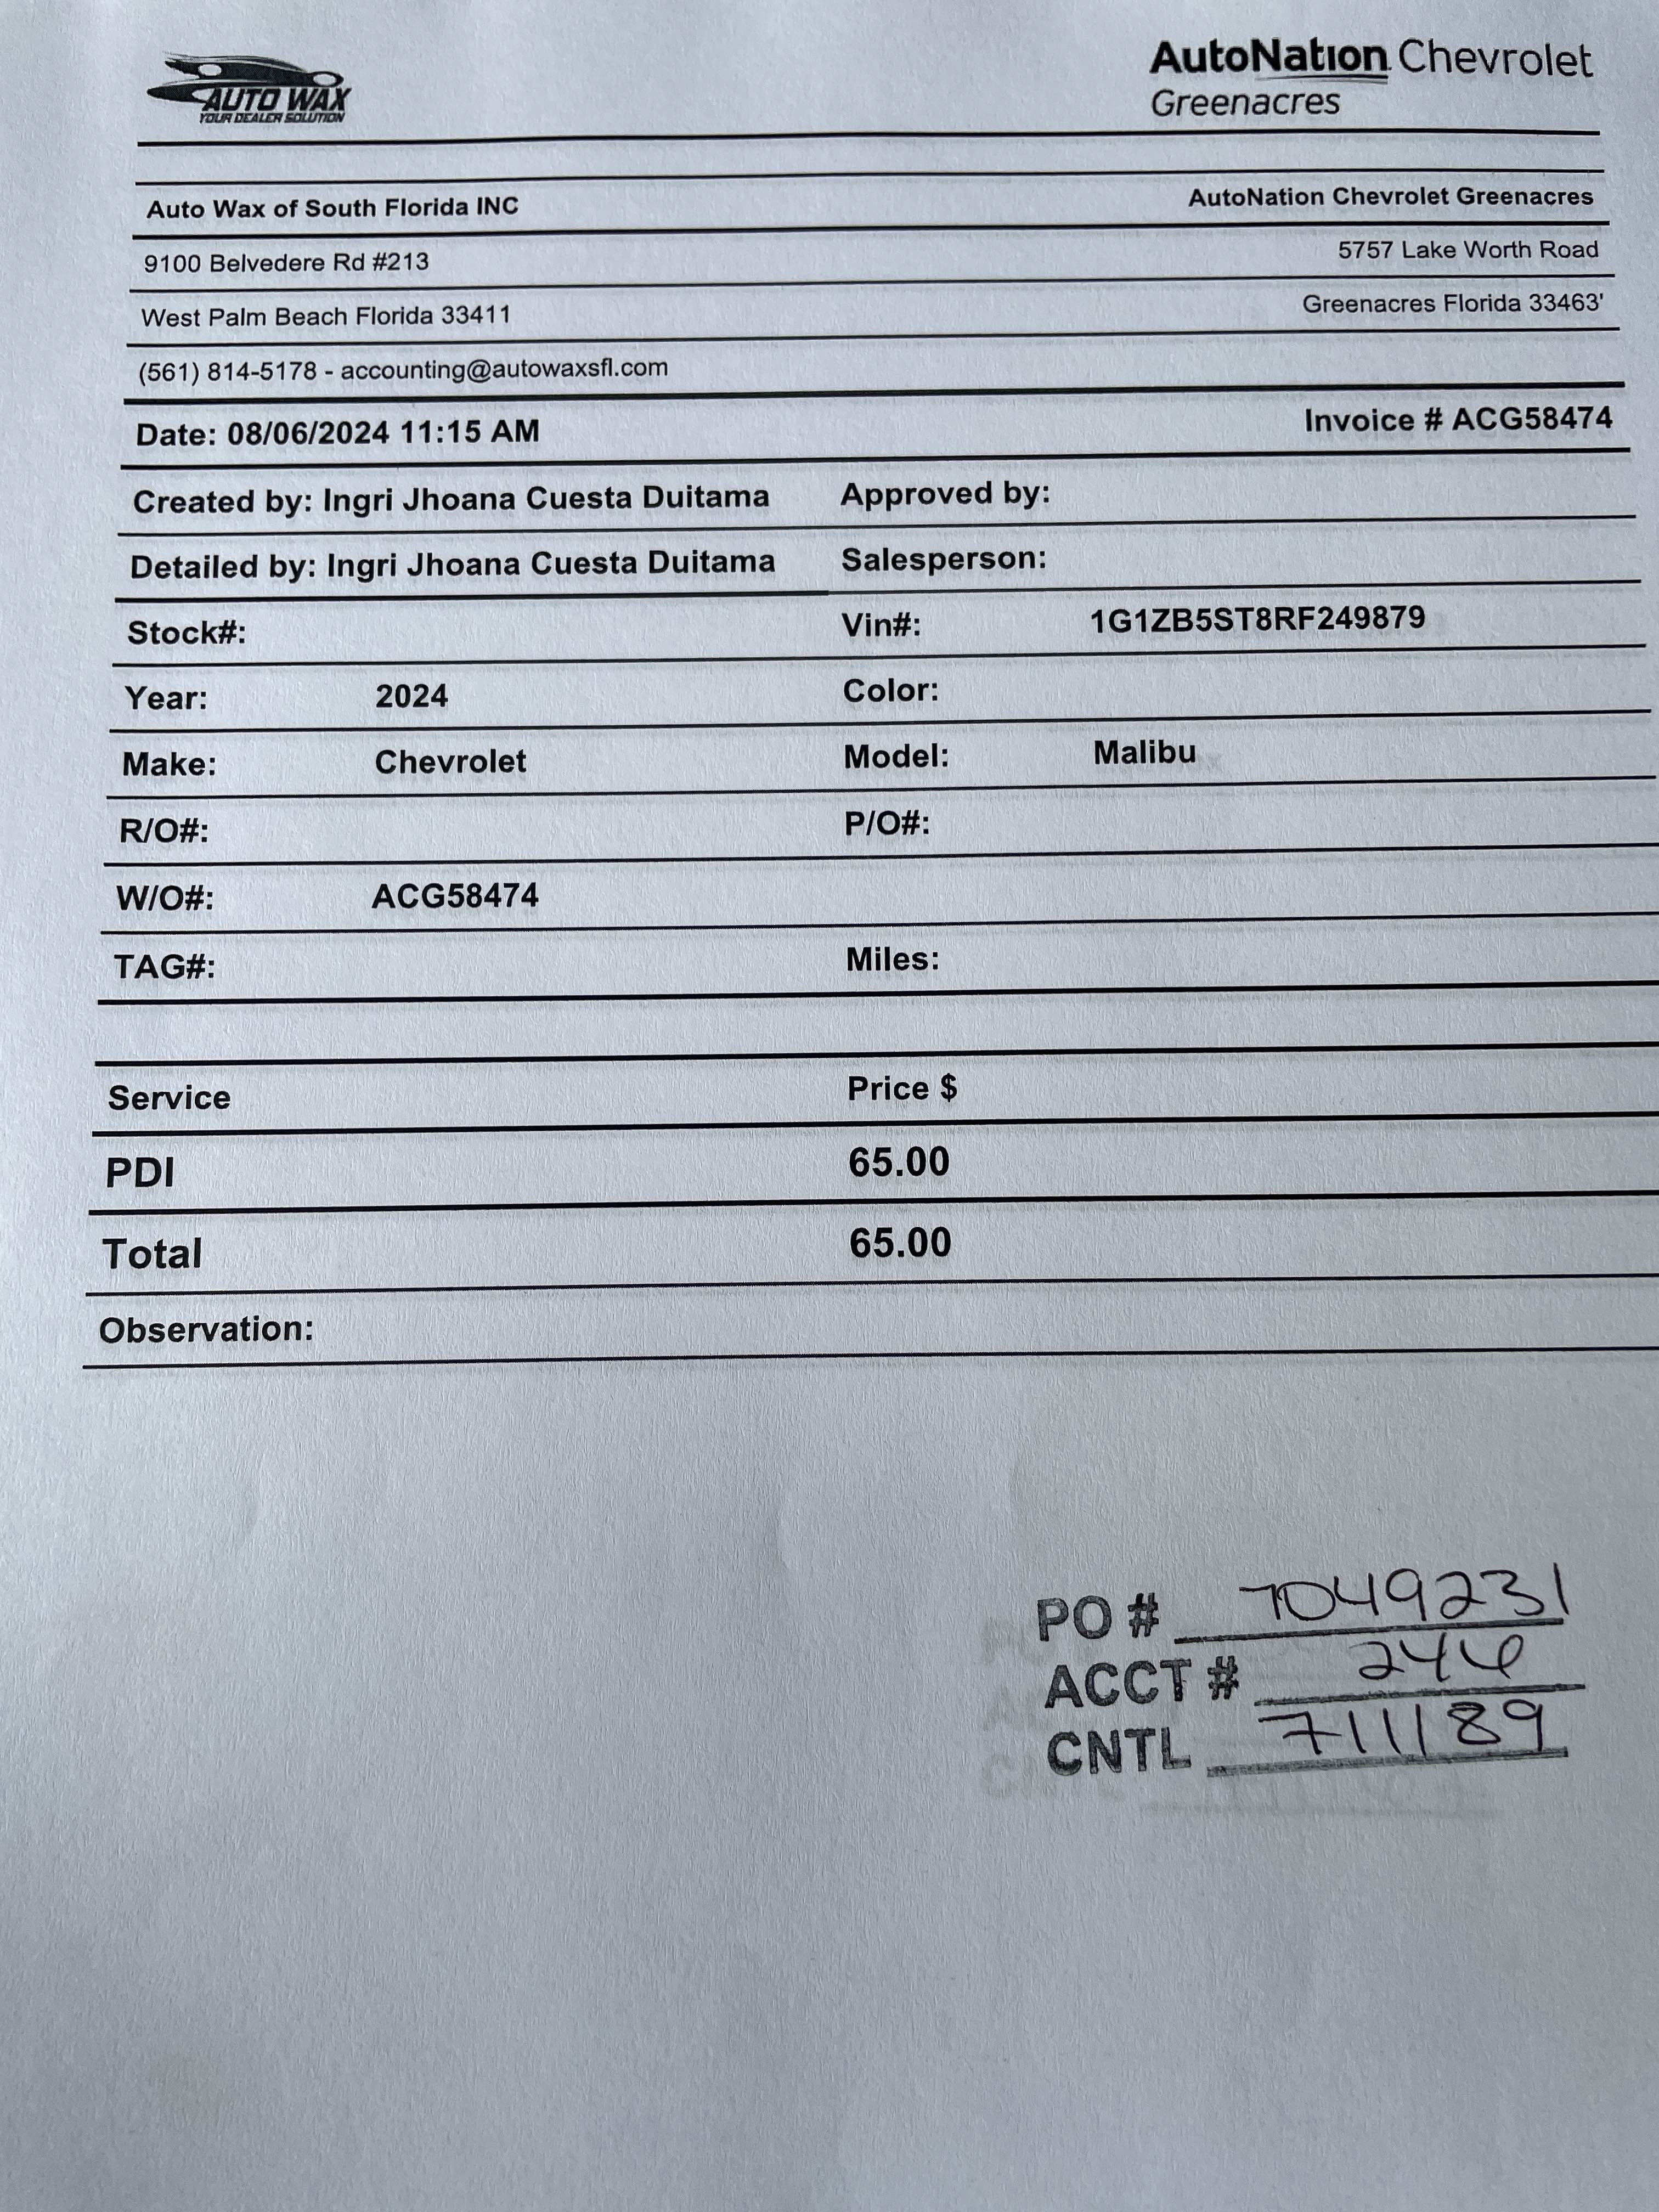 AUTO WAX
YOUR DEALER SOLUTION
AutoNation Chevrolet
Greenacres
Auto Wax of South Florida INC AutoNation Chevrolet Greenacres
9100 Belvedere Rd #213 5757 Lake Worth Road
West Palm Beach Florida 33411 Greenacres Florida 33463'
(561) 814-5178 - accounting@autowaxsfl.com
Date: 08/06/2024 11:15 AM Invoice # ACG58474
Created by: Ingri Jhoana Cuesta Duitama Approved by:
Detailed by: Ingri Jhoana Cuesta Duitama Salesperson:
Stock#: Vin#: 1G1ZB5ST8RF249879
Year: 2024 Color:
Make: Chevrolet Model: Malibu
R/O#: P/O#:
W/O#: ACG58474
TAG#: Miles:
Service Price $
PDI 65.00
Total 65.00
Observation:
PO # 7049231
ACCT # 246
CNTL 711189